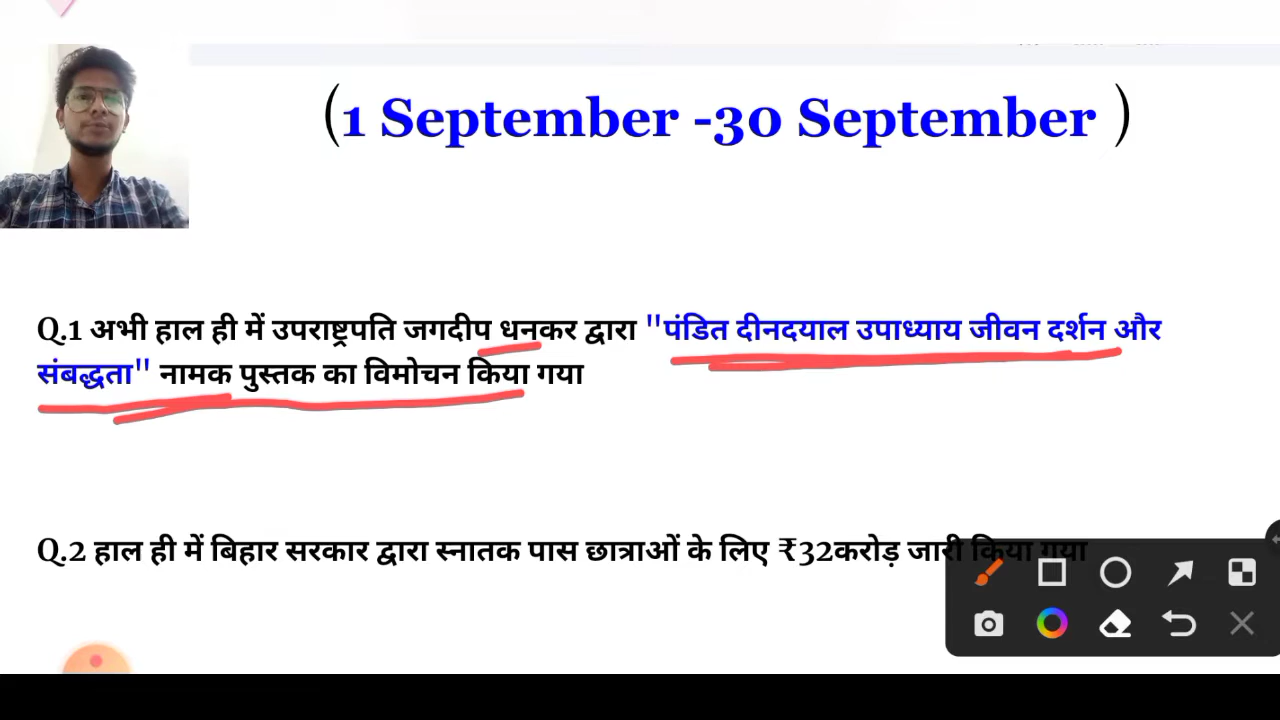 (1 September -30 September )
Q.1 अभी हाल ही में उपराष्ट्रपति जगदीप धनकर द्वारा "पंडित दीनदयाल उपाध्याय जीवन दर्शन और
संबद्धता" नामक पुस्तक का विमोचन किया गया
Q.2 हाल ही में बिहार सरकार द्वारा स्नातक पास छात्राओं के लिए ₹32करोड़ जारी किया गया